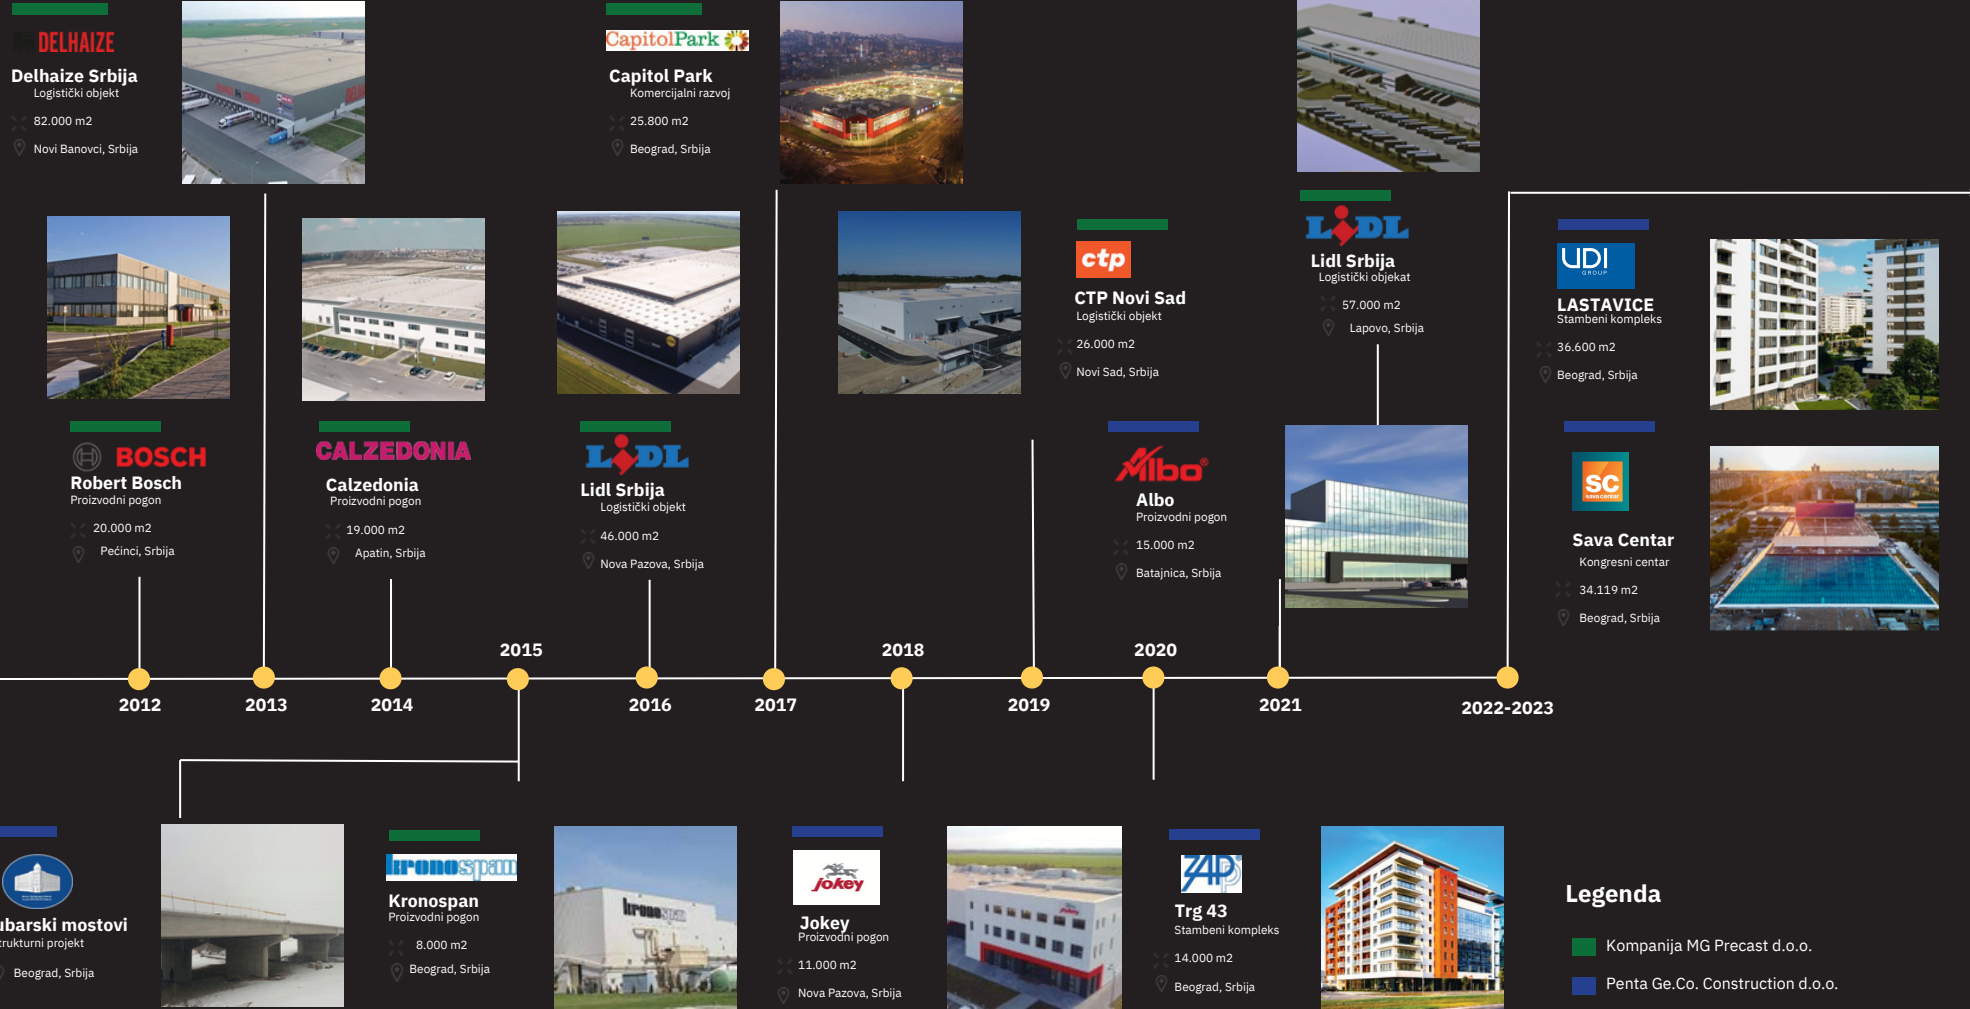 DELHAIZE
Delhaize Srbija
Logistički objekt
82.000 m2
Novi Banovci, Srbija
CapitolPark
Capitol Park
Komercijalni razvoj
25.800 m2
Beograd, Srbija
BOSCH
Robert Bosch
Proizvodni pogon
20.000 m2
Pećinci, Srbija
CALZEDONIA
Calzedonia
Proizvodni pogon
19.000 m2
Apatin, Srbija
LIDL
Lidl Srbija
Logistički objekt
46.000 m2
Nova Pazova, Srbija
ctp
CTP Novi Sad
Logistički objekt
26.000 m2
Novi Sad, Srbija
LIDL
Lidl Srbija
Logistički objekat
57.000 m2
Lapovo, Srbija
Albo®
Albo
Proizvodni pogon
15.000 m2
Batajnica, Srbija
UDI
GROUP
LASTAVICE
Stambeni kompleks
36.600 m2
Beograd, Srbija
SC
sava centar
Sava Centar
Kongresni centar
34.119 m2
Beograd, Srbija
2012
2013
2014
2015
2016
2017
2018
2019
2020
2021
2022-2023
ubarski mostovi
trukturni projekt
Beograd, Srbija
kronospan
Kronospan
Proizvodni pogon
8.000 m2
Beograd, Srbija
kronospan
jokey
Jokey
Proizvodni pogon
11.000 m2
Nova Pazova, Srbija
jokey
ZAPP
Trg 43
Stambeni kompleks
14.000 m2
Beograd, Srbija
Legenda
Kompanija MG Precast d.o.o.
Penta Ge.Co. Construction d.o.o.